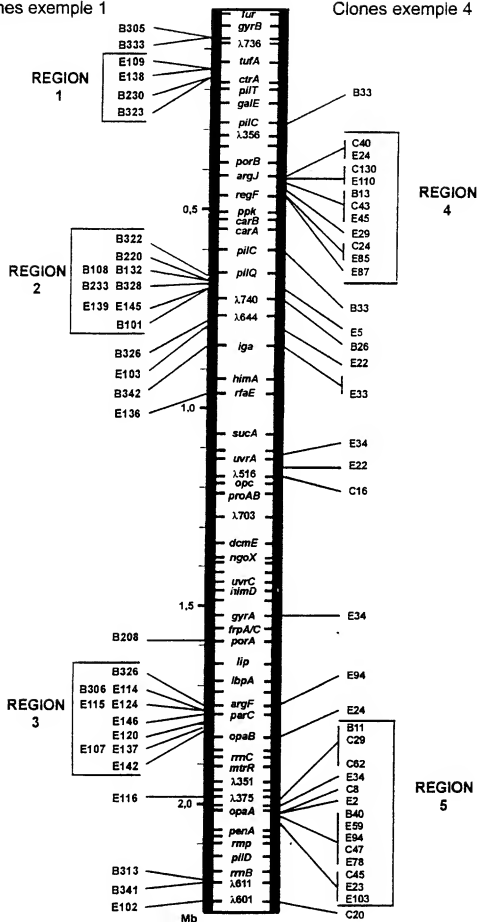 nes exemple 1
Clones exemple 4
B305
B333
E109
E138
B230
B323
REGION
1
B322
B220
B108 B132
B233 B328
E139 E145
B101
REGION
2
B326
E103
B342
E136
B208
B326
B306 E114
E115 E124
E146
E120
E107 E137
E142
REGION
3
E116
B313
B341
E102
0,5
1,0
1,5
2,0
Mb
fur
gyrB
λ736
tufA
ctrA
pilT
galE
pilC
λ356
porB
argJ
regF
ppk
carB
carA
pilC
pilQ
λ740
λ644
iga
himA
rfaE
sucA
uvrA
λ516
opc
proAB
λ703
dcmE
ngoX
uvrC
himD
gyrA
frpA/C
porA
lip
lbpA
argF
parC
opaB
rrnC
mtrR
λ351
λ375
opaA
penA
rmp
pilD
rrnB
λ611
λ601
B33
C40
E24
C130
E110
B13
C43
E45
E29
C24
E85
E87
REGION
4
B33
E5
B26
E22
E33
E34
E22
C16
E34
E94
E24
B11
C29
C62
E34
C8
E2
B40
E59
E94
C47
E78
C45
E23
E103
REGION
5
C20